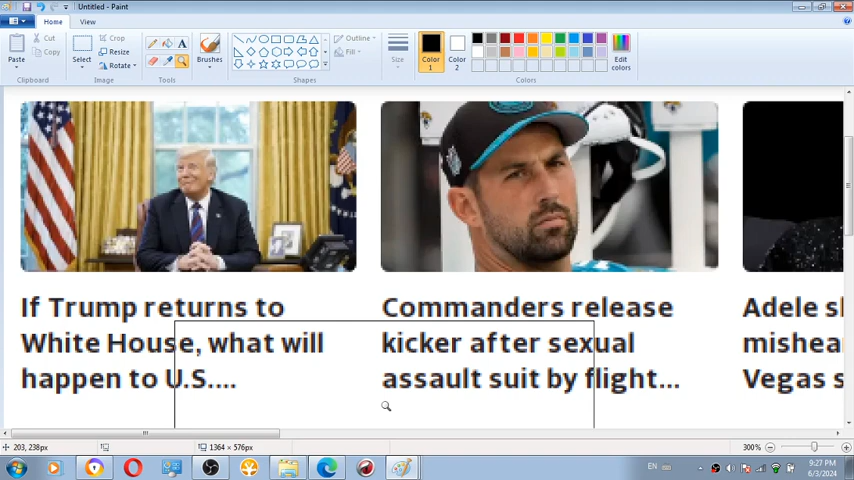 Untitled - Paint
Home
View
Paste
Cut
Copy
Clipboard
Select
Crop
Resize
Rotate
Image
Tools
Brushes
Shapes
Outline
Fill
Size
Color
1
Color
2
Edit
colors
Colors
If Trump returns to
White House, what will
happen to U.S....
Commanders release
kicker after sexual
assault suit by flight...
Adele s
mishea
Vegas s
203, 238px
1364 × 576px
300%
EN
9:27 PM
6/3/2024